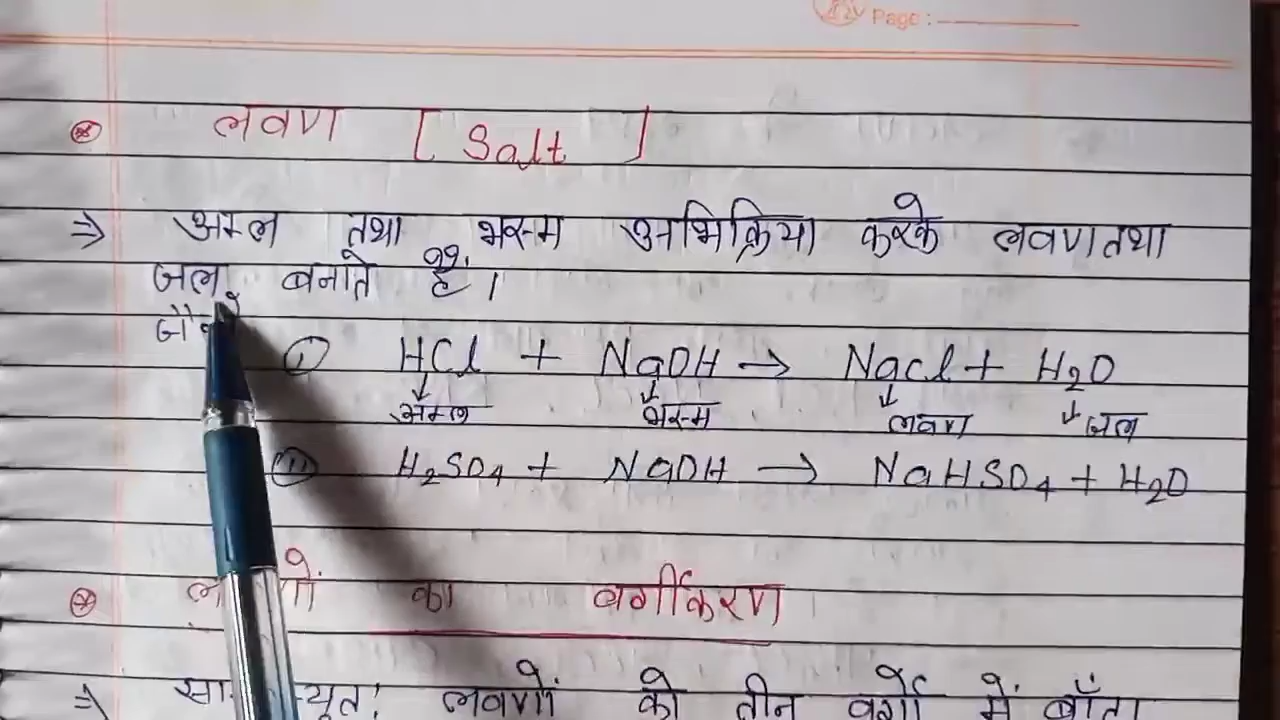 Page :
लवण [ Salt ]
⇒ अम्ल तथा भस्म अभिक्रिया करके लवण तथा
जल बनाते हैं ।
① HCl + NaOH → NaCl + H₂O
↓ अम्ल ↓ भस्म ↓ लवण ↓ जल
② H₂SO₄ + NaOH → NaHSO₄ + H₂O
का वर्गीकरण
⇒ लवणों को तीन वर्गों में बाँटा